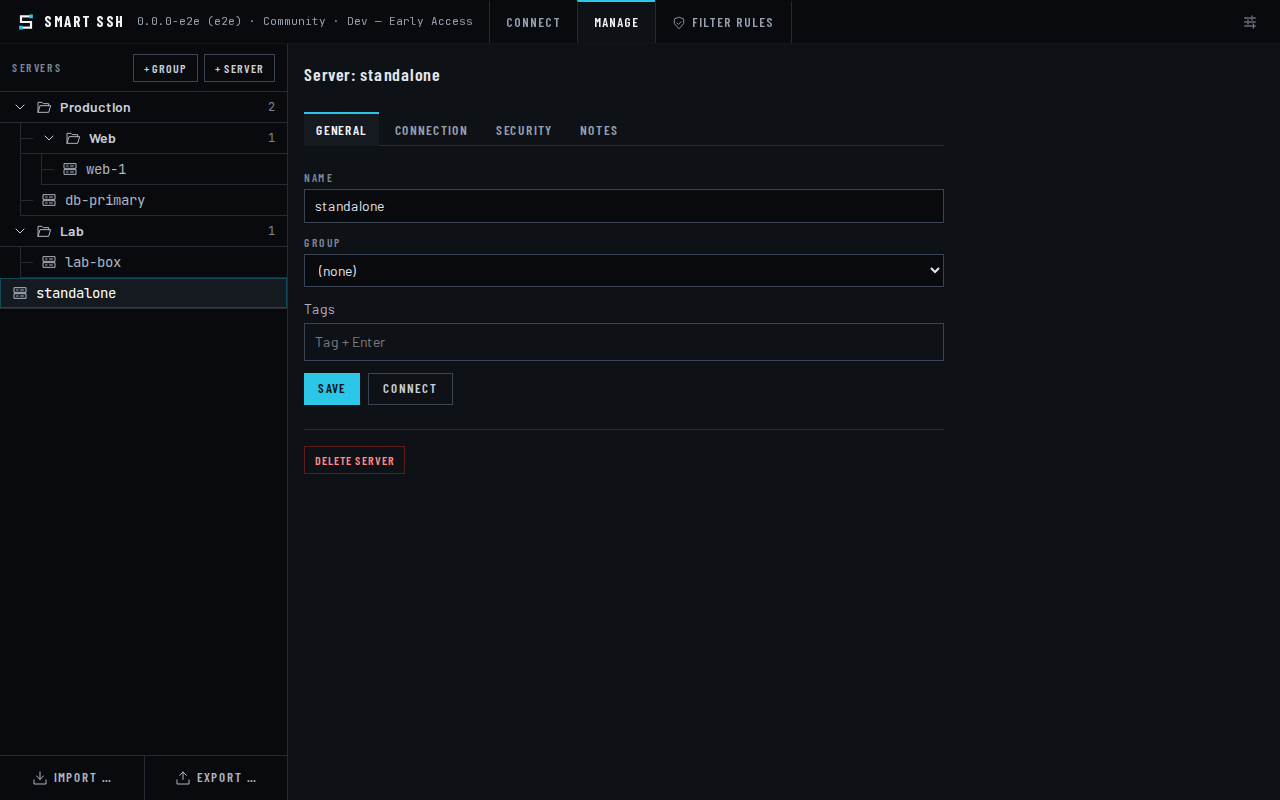 SMART SSH 0.0.0-e2e (e2e) · Community · Dev — Early Access CONNECT MANAGE FILTER RULES
SERVERS + GROUP + SERVER
Production 2
Web 1
web-1
db-primary
Lab 1
lab-box
standalone
IMPORT ... EXPORT ...
Server: standalone
GENERAL CONNECTION SECURITY NOTES
NAME
standalone
GROUP
(none)
Tags
Tag + Enter
SAVE CONNECT
DELETE SERVER